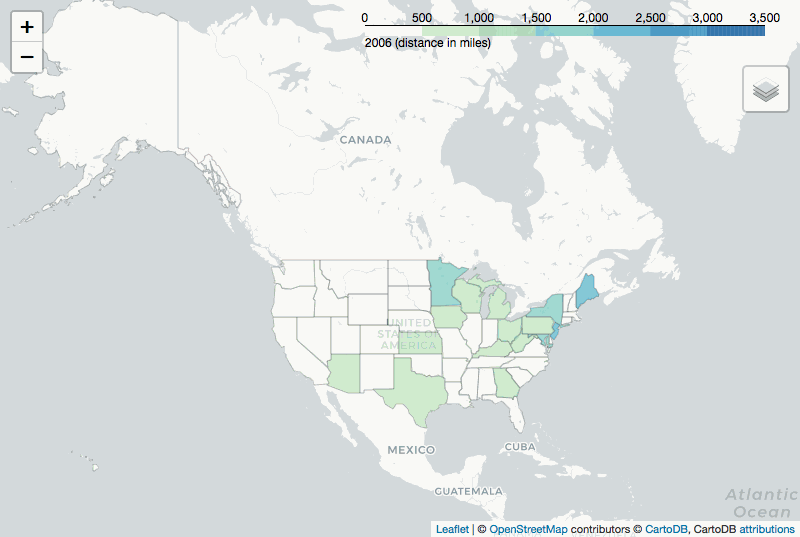 +
−
0 500 1,000 1,500 2,000 2,500 3,000 3,500
2006 (distance in miles)
CANADA
UNITED
STATES OF
AMERICA
MEXICO
CUBA
GUATEMALA
Atlantic
Ocean
Leaflet | © OpenStreetMap contributors © CartoDB, CartoDB attributions